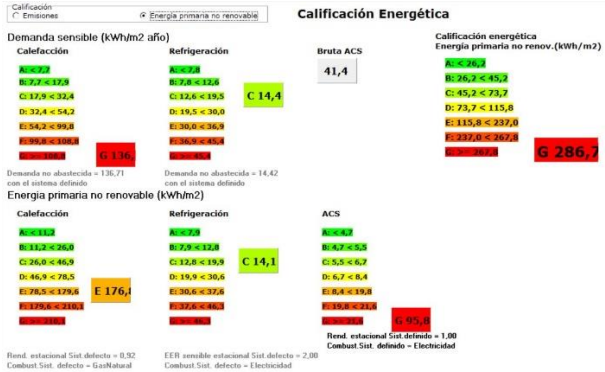 Calificación
Emisiones
Energía primaria no renovable
Calificación Energética
Demanda sensible (kWh/m2 año)
Calefacción
A: < 7,7
B: 7,7 < 17,9
C: 17,9 < 32,4
D: 32,4 < 54,2
E: 54,2 < 99,8
F: 99,8 < 108,8
G: >= 108,8
G 136,
Demanda no abastecida = 136,71
con el sistema definido
Refrigeración
A: < 7,8
B: 7,8 < 12,6
C: 12,6 < 19,5
D: 19,5 < 30,0
E: 30,0 < 36,9
F: 36,9 < 45,4
G: >= 45,4
C 14,4
Demanda no abastecida = 14,42
con el sistema definido
Bruta ACS
41,4
Calificación energética
Energía primaria no renov.(kWh/m2)
A: < 26,2
B: 26,2 < 45,2
C: 45,2 < 73,7
D: 73,7 < 115,8
E: 115,8 < 237,0
F: 237,0 < 267,8
G: >= 267,8
G 286,7
Energía primaria no renovable (kWh/m2)
Calefacción
A: < 11,2
B: 11,2 < 26,0
C: 26,0 < 46,9
D: 46,9 < 78,5
E: 78,5 < 179,6
F: 179,6 < 210,1
G: >= 210,1
E 176,8
Rend. estacional Sist.defecto = 0,92
Combust.Sist. defecto = GasNatural
Refrigeración
A: < 7,9
B: 7,9 < 12,8
C: 12,8 < 19,9
D: 19,9 < 30,6
E: 30,6 < 37,6
F: 37,6 < 46,3
G: >= 46,3
C 14,1
EER sensible estacional Sist.defecto = 2,00
Combust.Sist. defecto = Electricidad
ACS
A: < 4,7
B: 4,7 < 5,5
C: 5,5 < 6,7
D: 6,7 < 8,4
E: 8,4 < 19,8
F: 19,8 < 21,6
G: >= 21,6
G 95,8
Rend. estacional Sist.definido = 1,00
Combust.Sist. definido = Electricidad